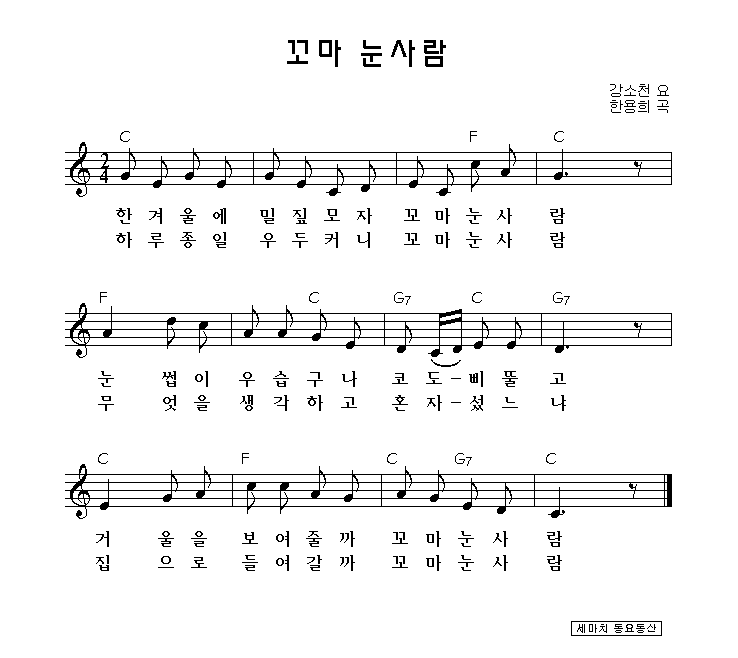 꼬마 눈사람
강소천 요
한용희 곡
C F C
2
4
한 겨 울 에 밀 짚 모 자 꼬 마 눈 사 람
하 루 종 일 우 두 커 니 꼬 마 눈 사 람
F C G7 C G7
눈 썹 이 우 습 구 나 코 도 - 삐 뚤 고
무 엇 을 생 각 하 고 혼 자 - 섰 느 냐
C F C G7 C
거 울 을 보 여 줄 까 꼬 마 눈 사 람
집 으 로 들 여 갈 까 꼬 마 눈 사 람
세마치 동요동산